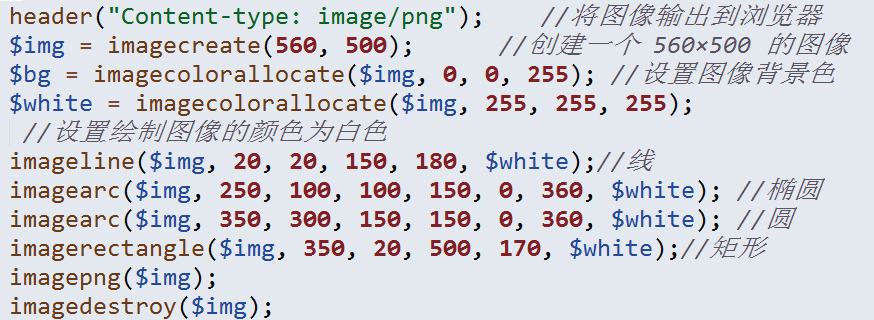 header("Content-type: image/png");    //将图像输出到浏览器
$img = imagecreate(560, 500);      //创建一个 560×500 的图像
$bg = imagecolorallocate($img, 0, 0, 255); //设置图像背景色
$white = imagecolorallocate($img, 255, 255, 255);
//设置绘制图像的颜色为白色
imageline($img, 20, 20, 150, 180, $white);//线
imagearc($img, 250, 100, 100, 150, 0, 360, $white); //椭圆
imagearc($img, 350, 300, 150, 150, 0, 360, $white); //圆
imagerectangle($img, 350, 20, 500, 170, $white);//矩形
imagepng($img);
imagedestroy($img);